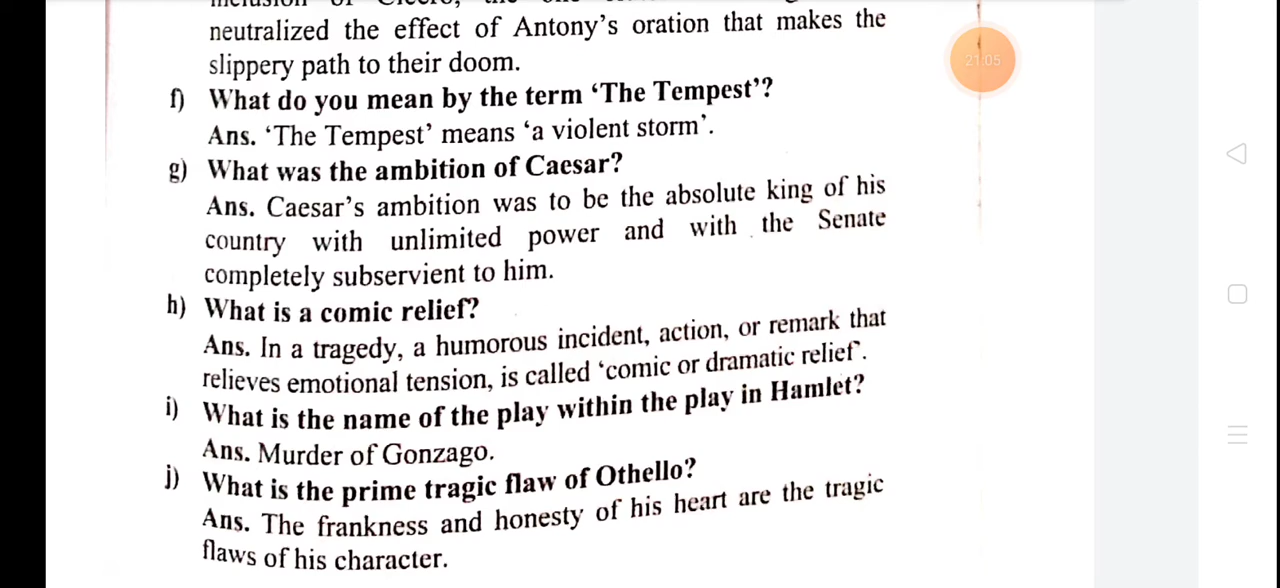 neutralized the effect of Antony's oration that makes the
slippery path to their doom.
f) What do you mean by the term 'The Tempest'?
Ans. 'The Tempest' means 'a violent storm'.
g) What was the ambition of Caesar?
Ans. Caesar's ambition was to be the absolute king of his
country with unlimited power and with the Senate
completely subservient to him.
h) What is a comic relief?
Ans. In a tragedy, a humorous incident, action, or remark that
relieves emotional tension, is called 'comic or dramatic relief'.
i) What is the name of the play within the play in Hamlet?
Ans. Murder of Gonzago.
j) What is the prime tragic flaw of Othello?
Ans. The frankness and honesty of his heart are the tragic
flaws of his character.
21:05